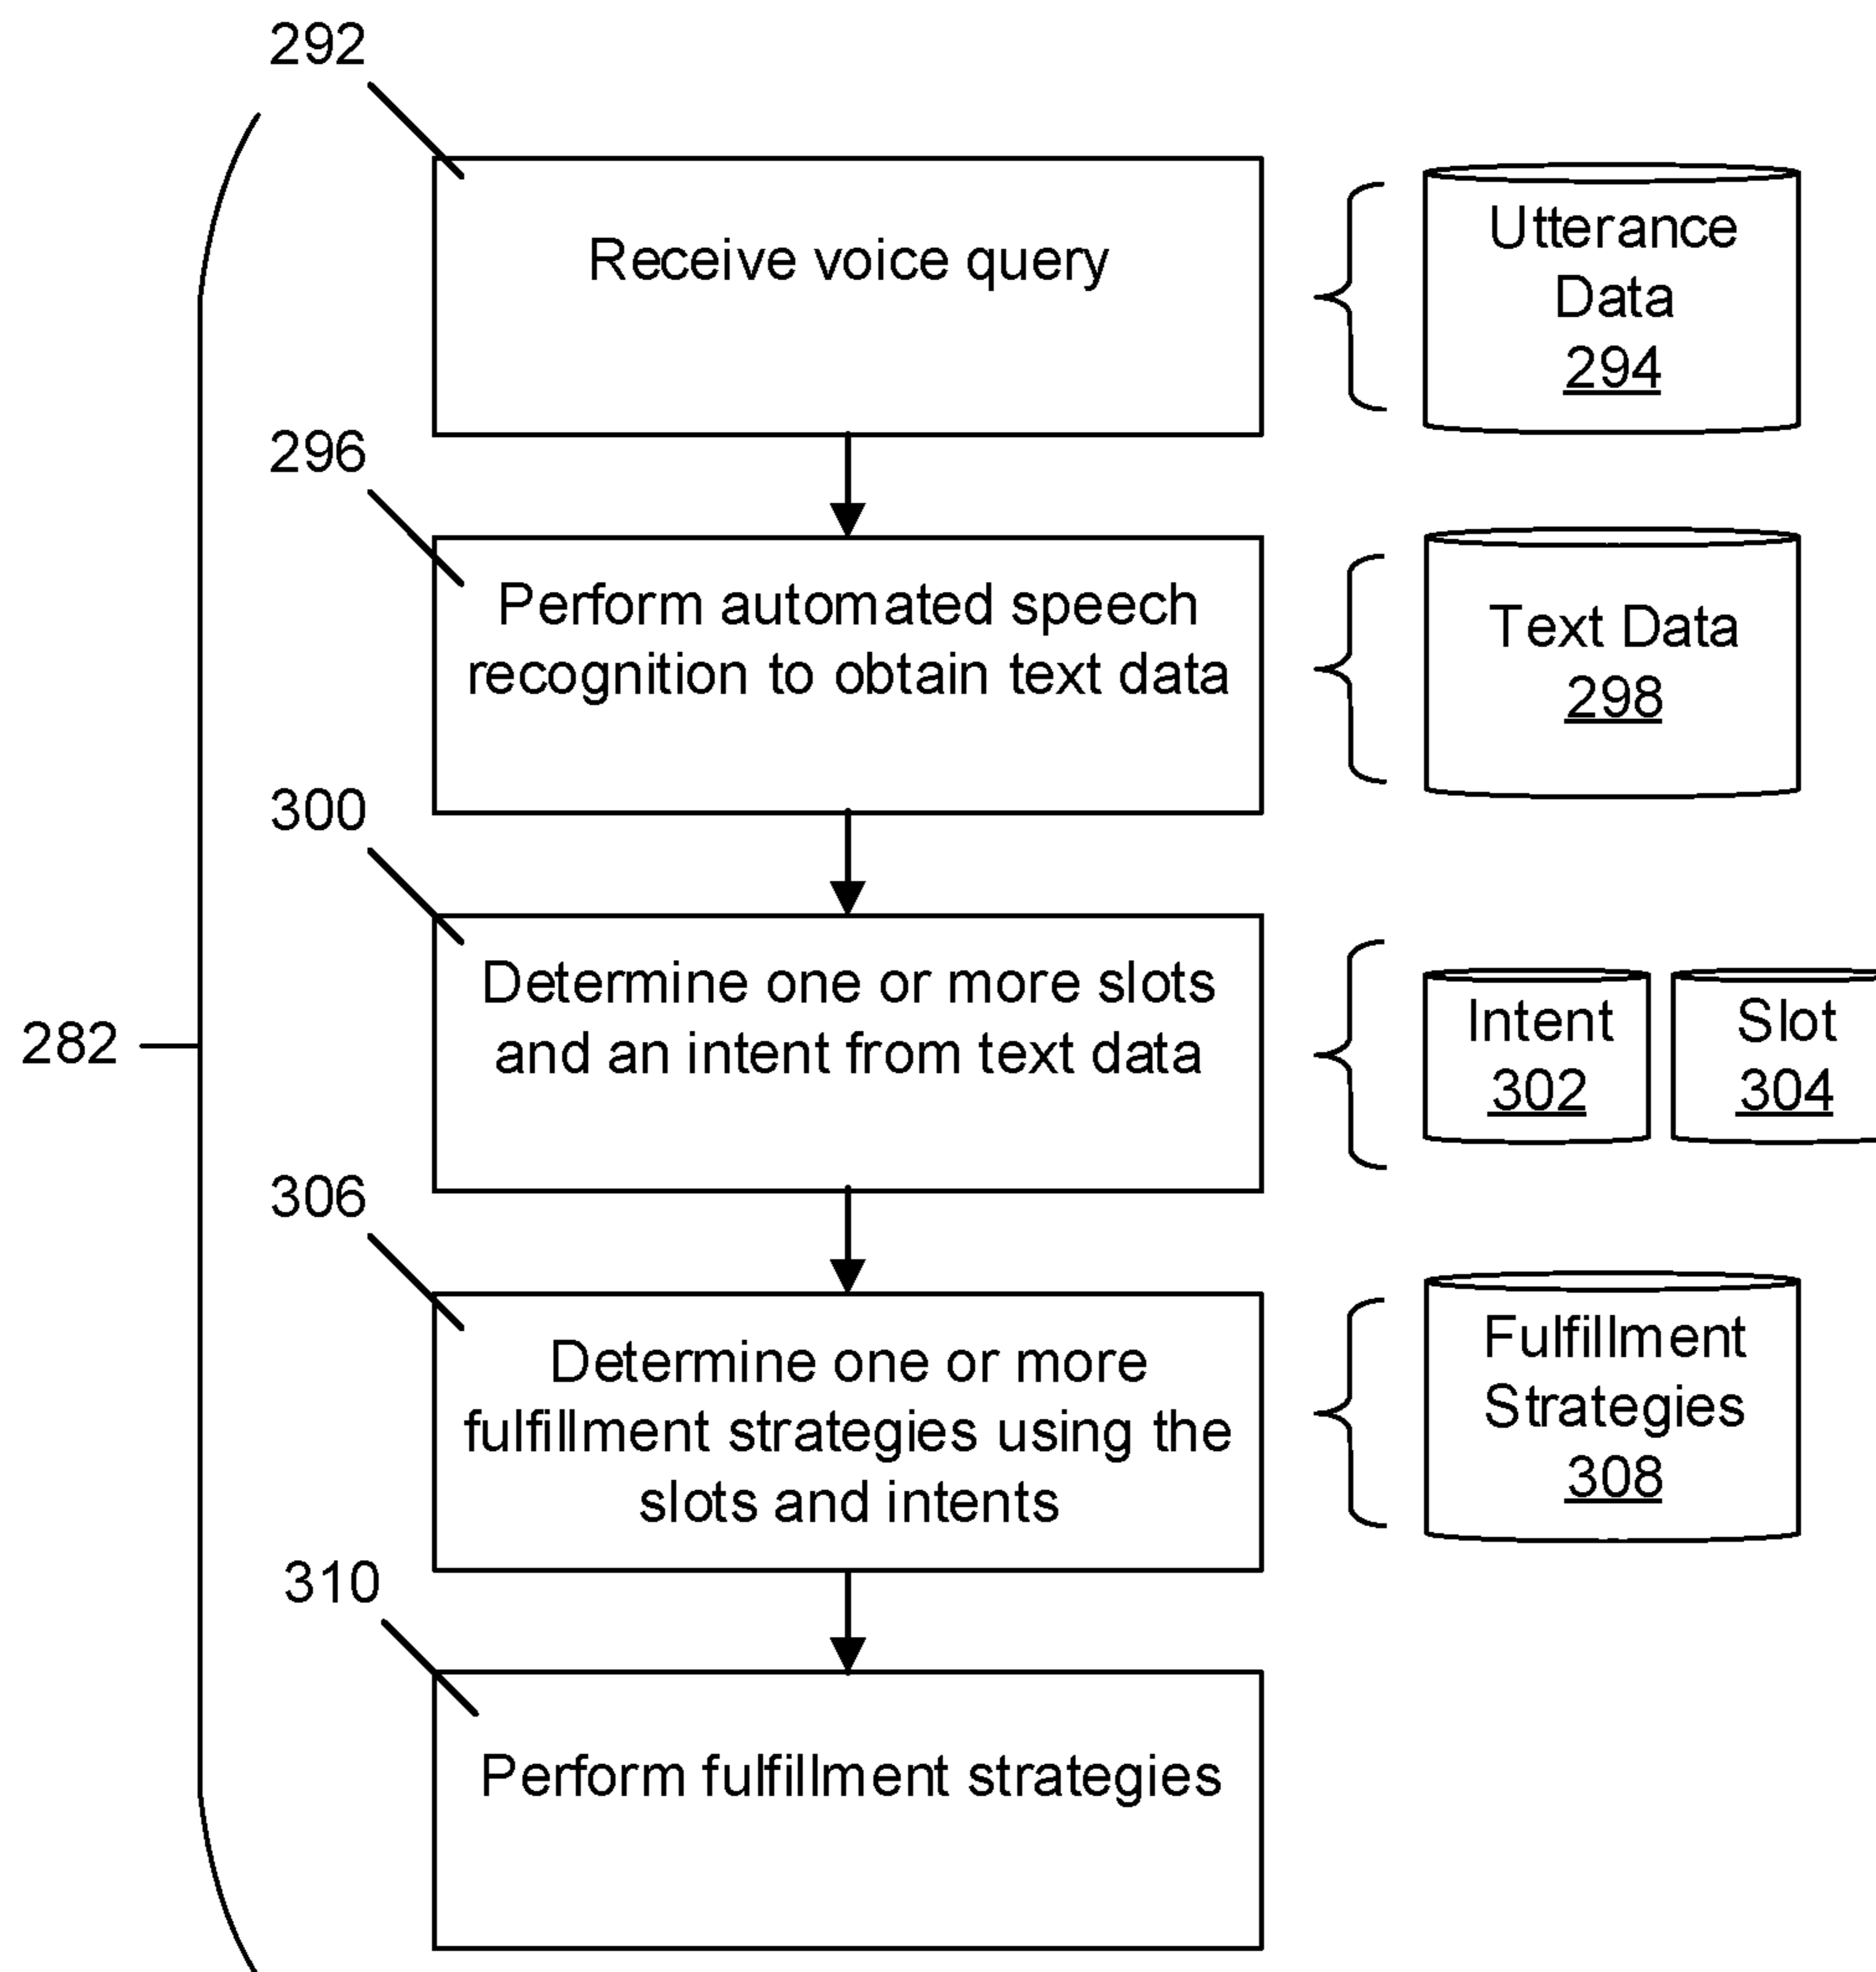 292
Receive voice query
Utterance
Data
294
296
Perform automated speech
recognition to obtain text data
Text Data
298
300
Determine one or more slots
and an intent from text data
Intent
302
Slot
304
282
306
Determine one or more
fulfillment strategies using the
slots and intents
Fulfillment
Strategies
308
310
Perform fulfillment strategies